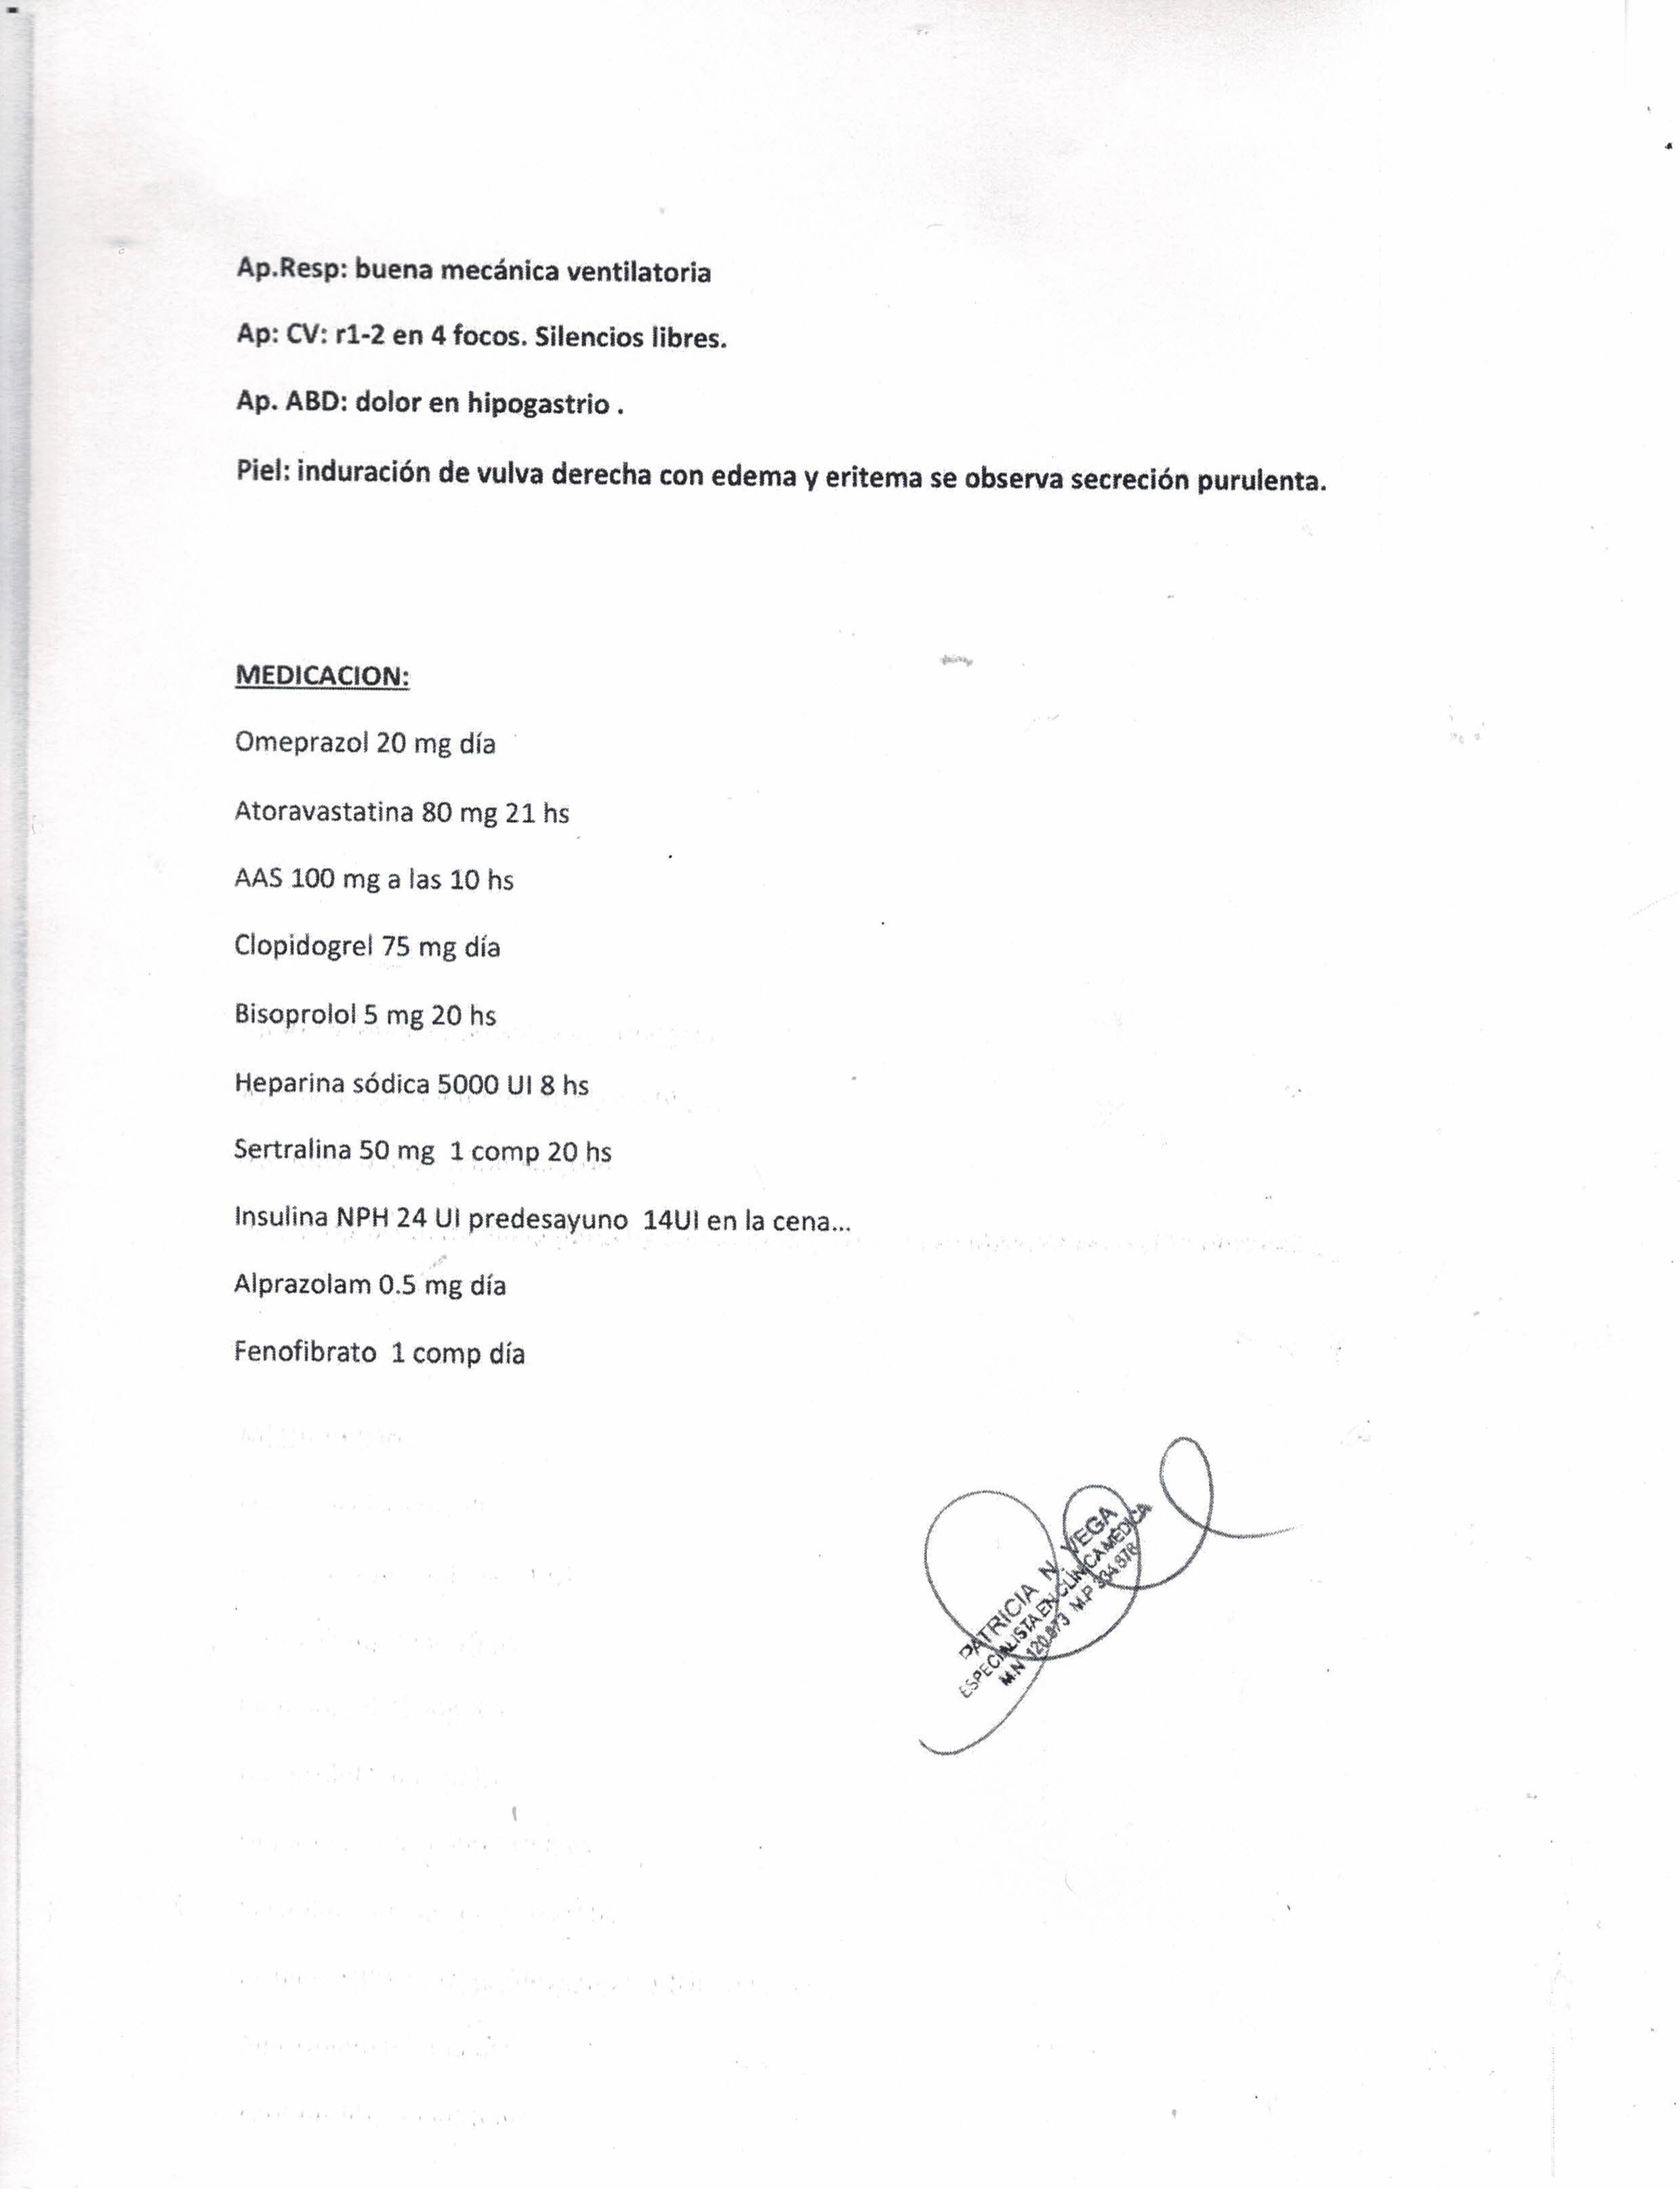 Ap.Resp: buena mecánica ventilatoria
Ap: CV: r1-2 en 4 focos. Silencios libres.
Ap. ABD: dolor en hipogastrio .
Piel: induración de vulva derecha con edema y eritema se observa secreción purulenta.
MEDICACION:
Omeprazol 20 mg día
Atoravastatina 80 mg 21 hs
AAS 100 mg a las 10 hs
Clopidogrel 75 mg día
Bisoprolol 5 mg 20 hs
Heparina sódica 5000 UI 8 hs
Sertralina 50 mg  1 comp 20 hs
Insulina NPH 24 UI predesayuno  14UI en la cena...
Alprazolam 0.5 mg día
Fenofibrato  1 comp día
PATRICIA N. VEGA
ESPECIALISTA EN CLÍNICA MÉDICA
M.N 120.873 M.P